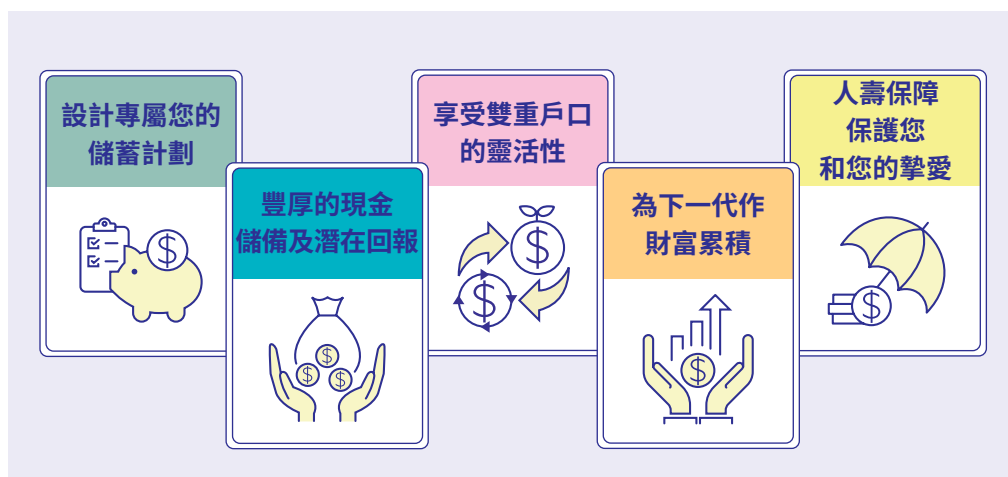 設計專屬您的
儲蓄計劃
豐厚的現金
儲備及潛在回報
享受雙重戶口
的靈活性
為下一代作
財富累積
人壽保障
保護您
和您的摯愛